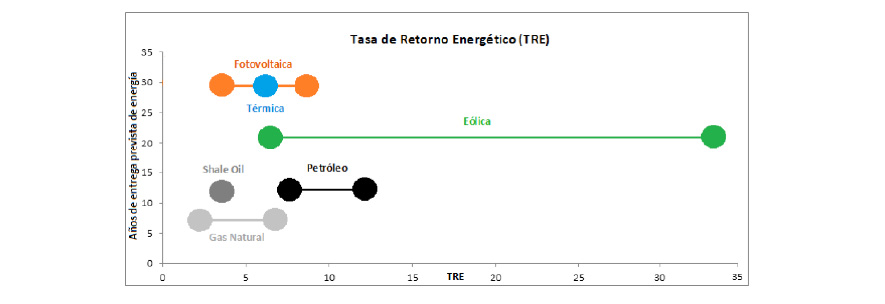 Tasa de Retorno Energético (TRE)
Años de entrega prevista de energía
35
30
25
20
15
10
5
0
Fotovoltaica
Térmica
Eólica
Shale Oil
Petróleo
Gas Natural
0 5 10 15 20 25 30 35
TRE